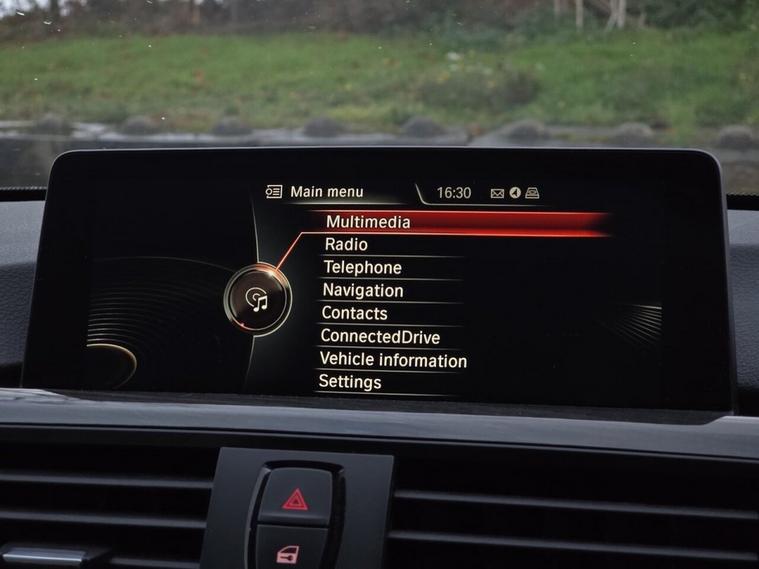 Main menu 16:30
Multimedia
Radio
Telephone
Navigation
Contacts
ConnectedDrive
Vehicle information
Settings